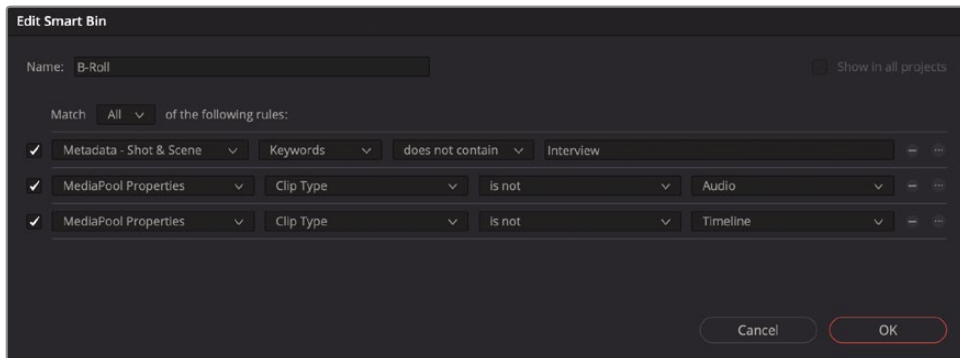 Edit Smart Bin
Name: B-Roll Show in all projects
Match All of the following rules:
Metadata - Shot & Scene Keywords does not contain Interview
MediaPool Properties Clip Type is not Audio
MediaPool Properties Clip Type is not Timeline
Cancel OK